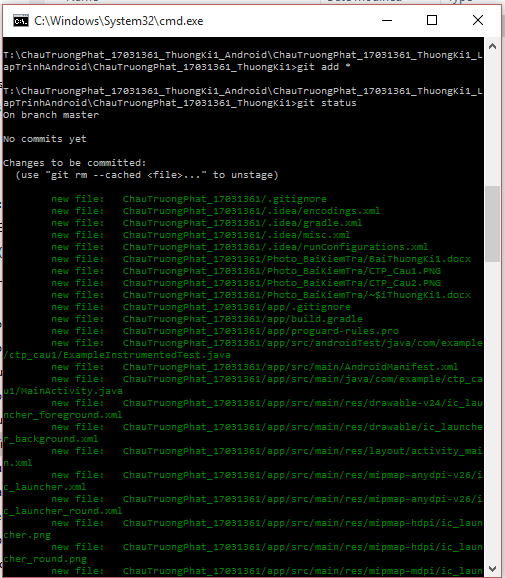 C:\Windows\System32\cmd.exe
T:\ChauTruongPhat_17031361_ThuongKi1_Android\ChauTruongPhat_17031361_ThuongKi1_L
apTrinhAndroid\ChauTruongPhat_17031361_ThuongKi1>git add *
T:\ChauTruongPhat_17031361_ThuongKi1_Android\ChauTruongPhat_17031361_ThuongKi1_L
apTrinhAndroid\ChauTruongPhat_17031361_ThuongKi1>git status
On branch master
No commits yet
Changes to be committed:
(use "git rm --cached <file>..." to unstage)
new file: ChauTruongPhat_17031361/.gitignore
new file: ChauTruongPhat_17031361/.idea/encodings.xml
new file: ChauTruongPhat_17031361/.idea/gradle.xml
new file: ChauTruongPhat_17031361/.idea/misc.xml
new file: ChauTruongPhat_17031361/.idea/runConfigurations.xml
new file: ChauTruongPhat_17031361/Photo_BaiKiemTra/BaiThuongKi1.docx
new file: ChauTruongPhat_17031361/Photo_BaiKiemTra/CTP_Cau1.PNG
new file: ChauTruongPhat_17031361/Photo_BaiKiemTra/CTP_Cau2.PNG
new file: ChauTruongPhat_17031361/Photo_BaiKiemTra/~$iThuongKi1.docx
new file: ChauTruongPhat_17031361/app/.gitignore
new file: ChauTruongPhat_17031361/app/build.gradle
new file: ChauTruongPhat_17031361/app/proguard-rules.pro
new file: ChauTruongPhat_17031361/app/src/androidTest/java/com/example
/ctp_cau1/ExampleInstrumentedTest.java
new file: ChauTruongPhat_17031361/app/src/main/AndroidManifest.xml
new file: ChauTruongPhat_17031361/app/src/main/java/com/example/ctp_ca
u1/MainActivity.java
new file: ChauTruongPhat_17031361/app/src/main/res/drawable-v24/ic_lau
ncher_foreground.xml
new file: ChauTruongPhat_17031361/app/src/main/res/drawable/ic_launche
r_background.xml
new file: ChauTruongPhat_17031361/app/src/main/res/layout/activity_mai
n.xml
new file: ChauTruongPhat_17031361/app/src/main/res/mipmap-anydpi-v26/i
c_launcher.xml
new file: ChauTruongPhat_17031361/app/src/main/res/mipmap-anydpi-v26/i
c_launcher_round.xml
new file: ChauTruongPhat_17031361/app/src/main/res/mipmap-hdpi/ic_laun
cher.png
new file: ChauTruongPhat_17031361/app/src/main/res/mipmap-hdpi/ic_laun
cher_round.png
new file: ChauTruongPhat_17031361/app/src/main/res/mipmap-mdpi/ic_laun